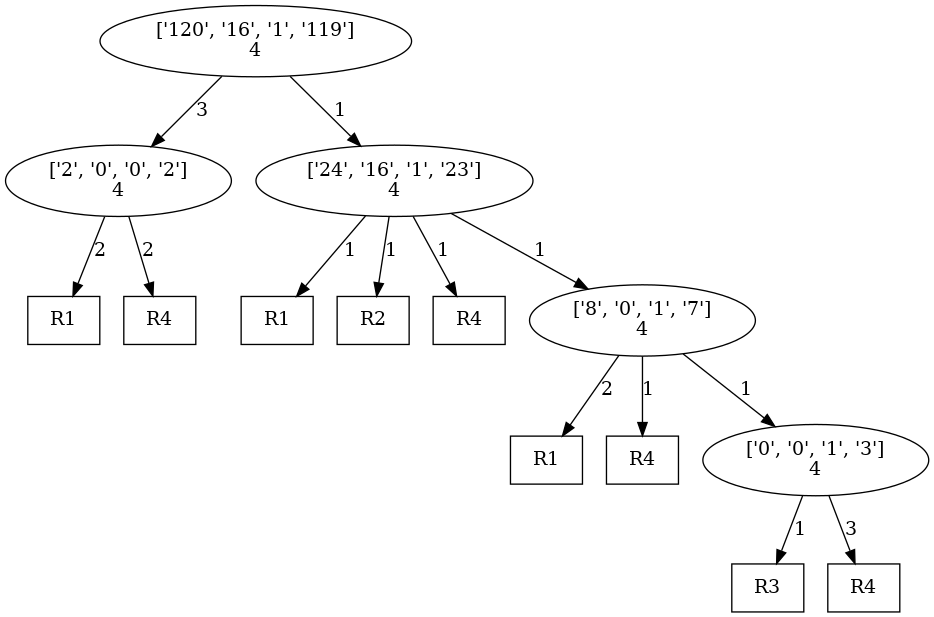 ['120', '16', '1', '119']
4
3
1
['2', '0', '0', '2']
4
['24', '16', '1', '23']
4
2
2
1
1
1
1
R1
R4
R1
R2
R4
['8', '0', '1', '7']
4
2
1
1
R1
R4
['0', '0', '1', '3']
4
1
3
R3
R4